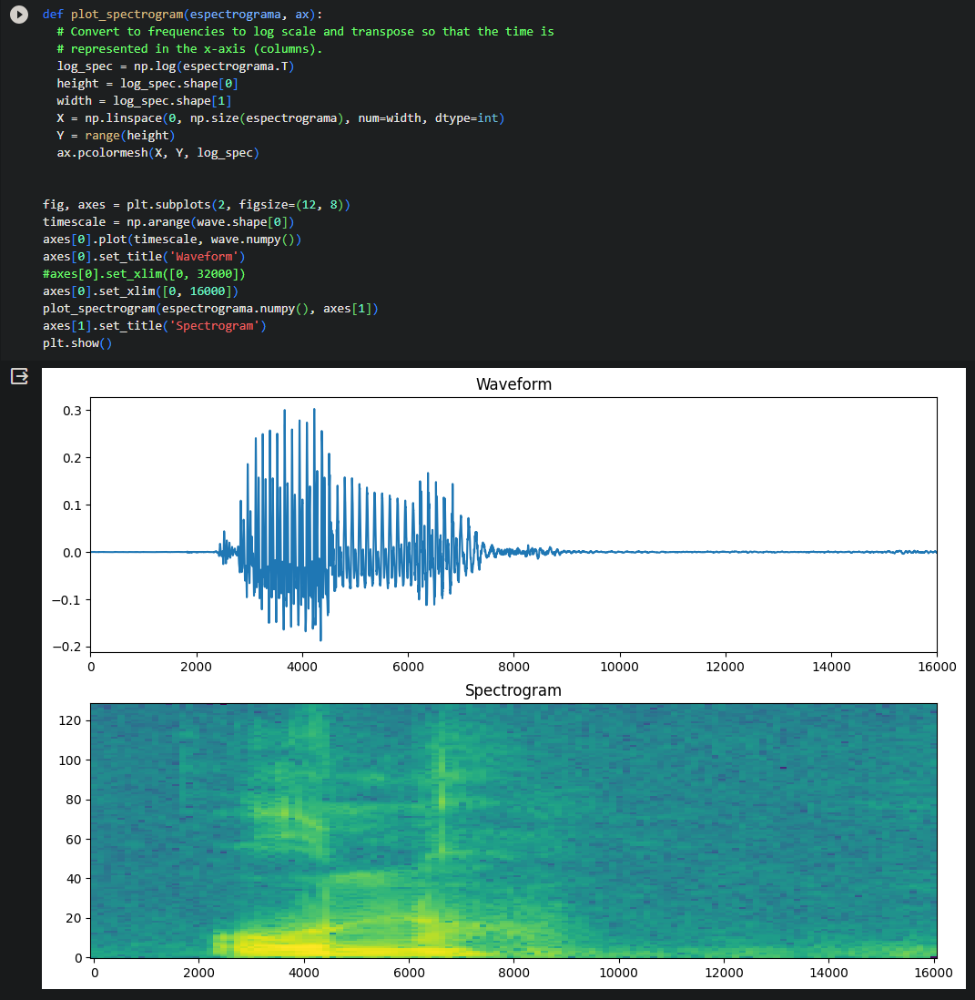 def plot_spectrogram(espectrograma, ax):
  # Convert to frequencies to log scale and transpose so that the time is
  # represented in the x-axis (columns).
  log_spec = np.log(espectrograma.T)
  height = log_spec.shape[0]
  width = log_spec.shape[1]
  X = np.linspace(0, np.size(espectrograma), num=width, dtype=int)
  Y = range(height)
  ax.pcolormesh(X, Y, log_spec)
fig, axes = plt.subplots(2, figsize=(12, 8))
timescale = np.arange(wave.shape[0])
axes[0].plot(timescale, wave.numpy())
axes[0].set_title('Waveform')
#axes[0].set_xlim([0, 32000])
axes[0].set_xlim([0, 16000])
plot_spectrogram(espectrograma.numpy(), axes[1])
axes[1].set_title('Spectrogram')
plt.show()
Waveform
0.3
0.2
0.1
0.0
−0.1
−0.2
0 2000 4000 6000 8000 10000 12000 14000 16000
Spectrogram
120
100
80
60
40
20
0
0 2000 4000 6000 8000 10000 12000 14000 16000